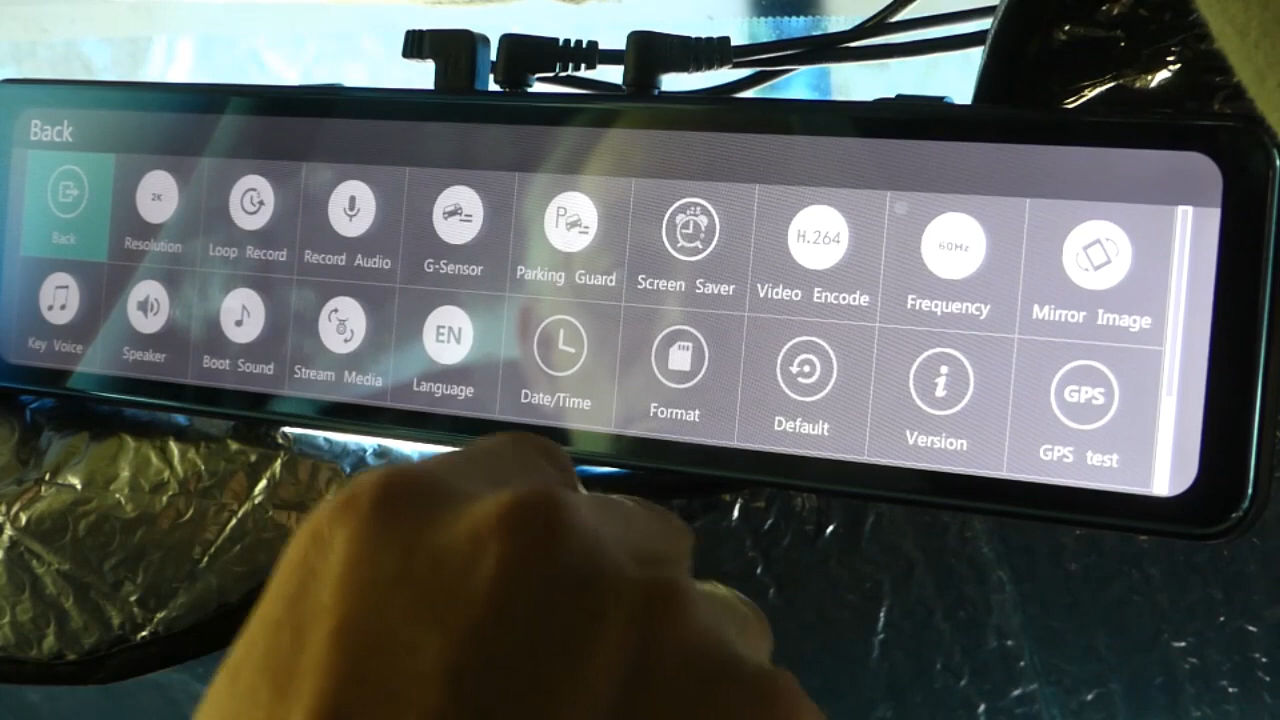 Back
2K
P
H.264
60Hz
Back
Resolution
Loop Record
Record Audio
G-Sensor
Parking Guard
Screen Saver
Video Encode
Frequency
Mirror Image
EN
i
GPS
Key Voice
Speaker
Boot Sound
Stream Media
Language
Date/Time
Format
Default
Version
GPS test